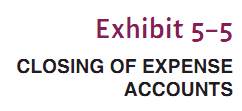 Exhibit 5–5
CLOSING OF EXPENSE
ACCOUNTS